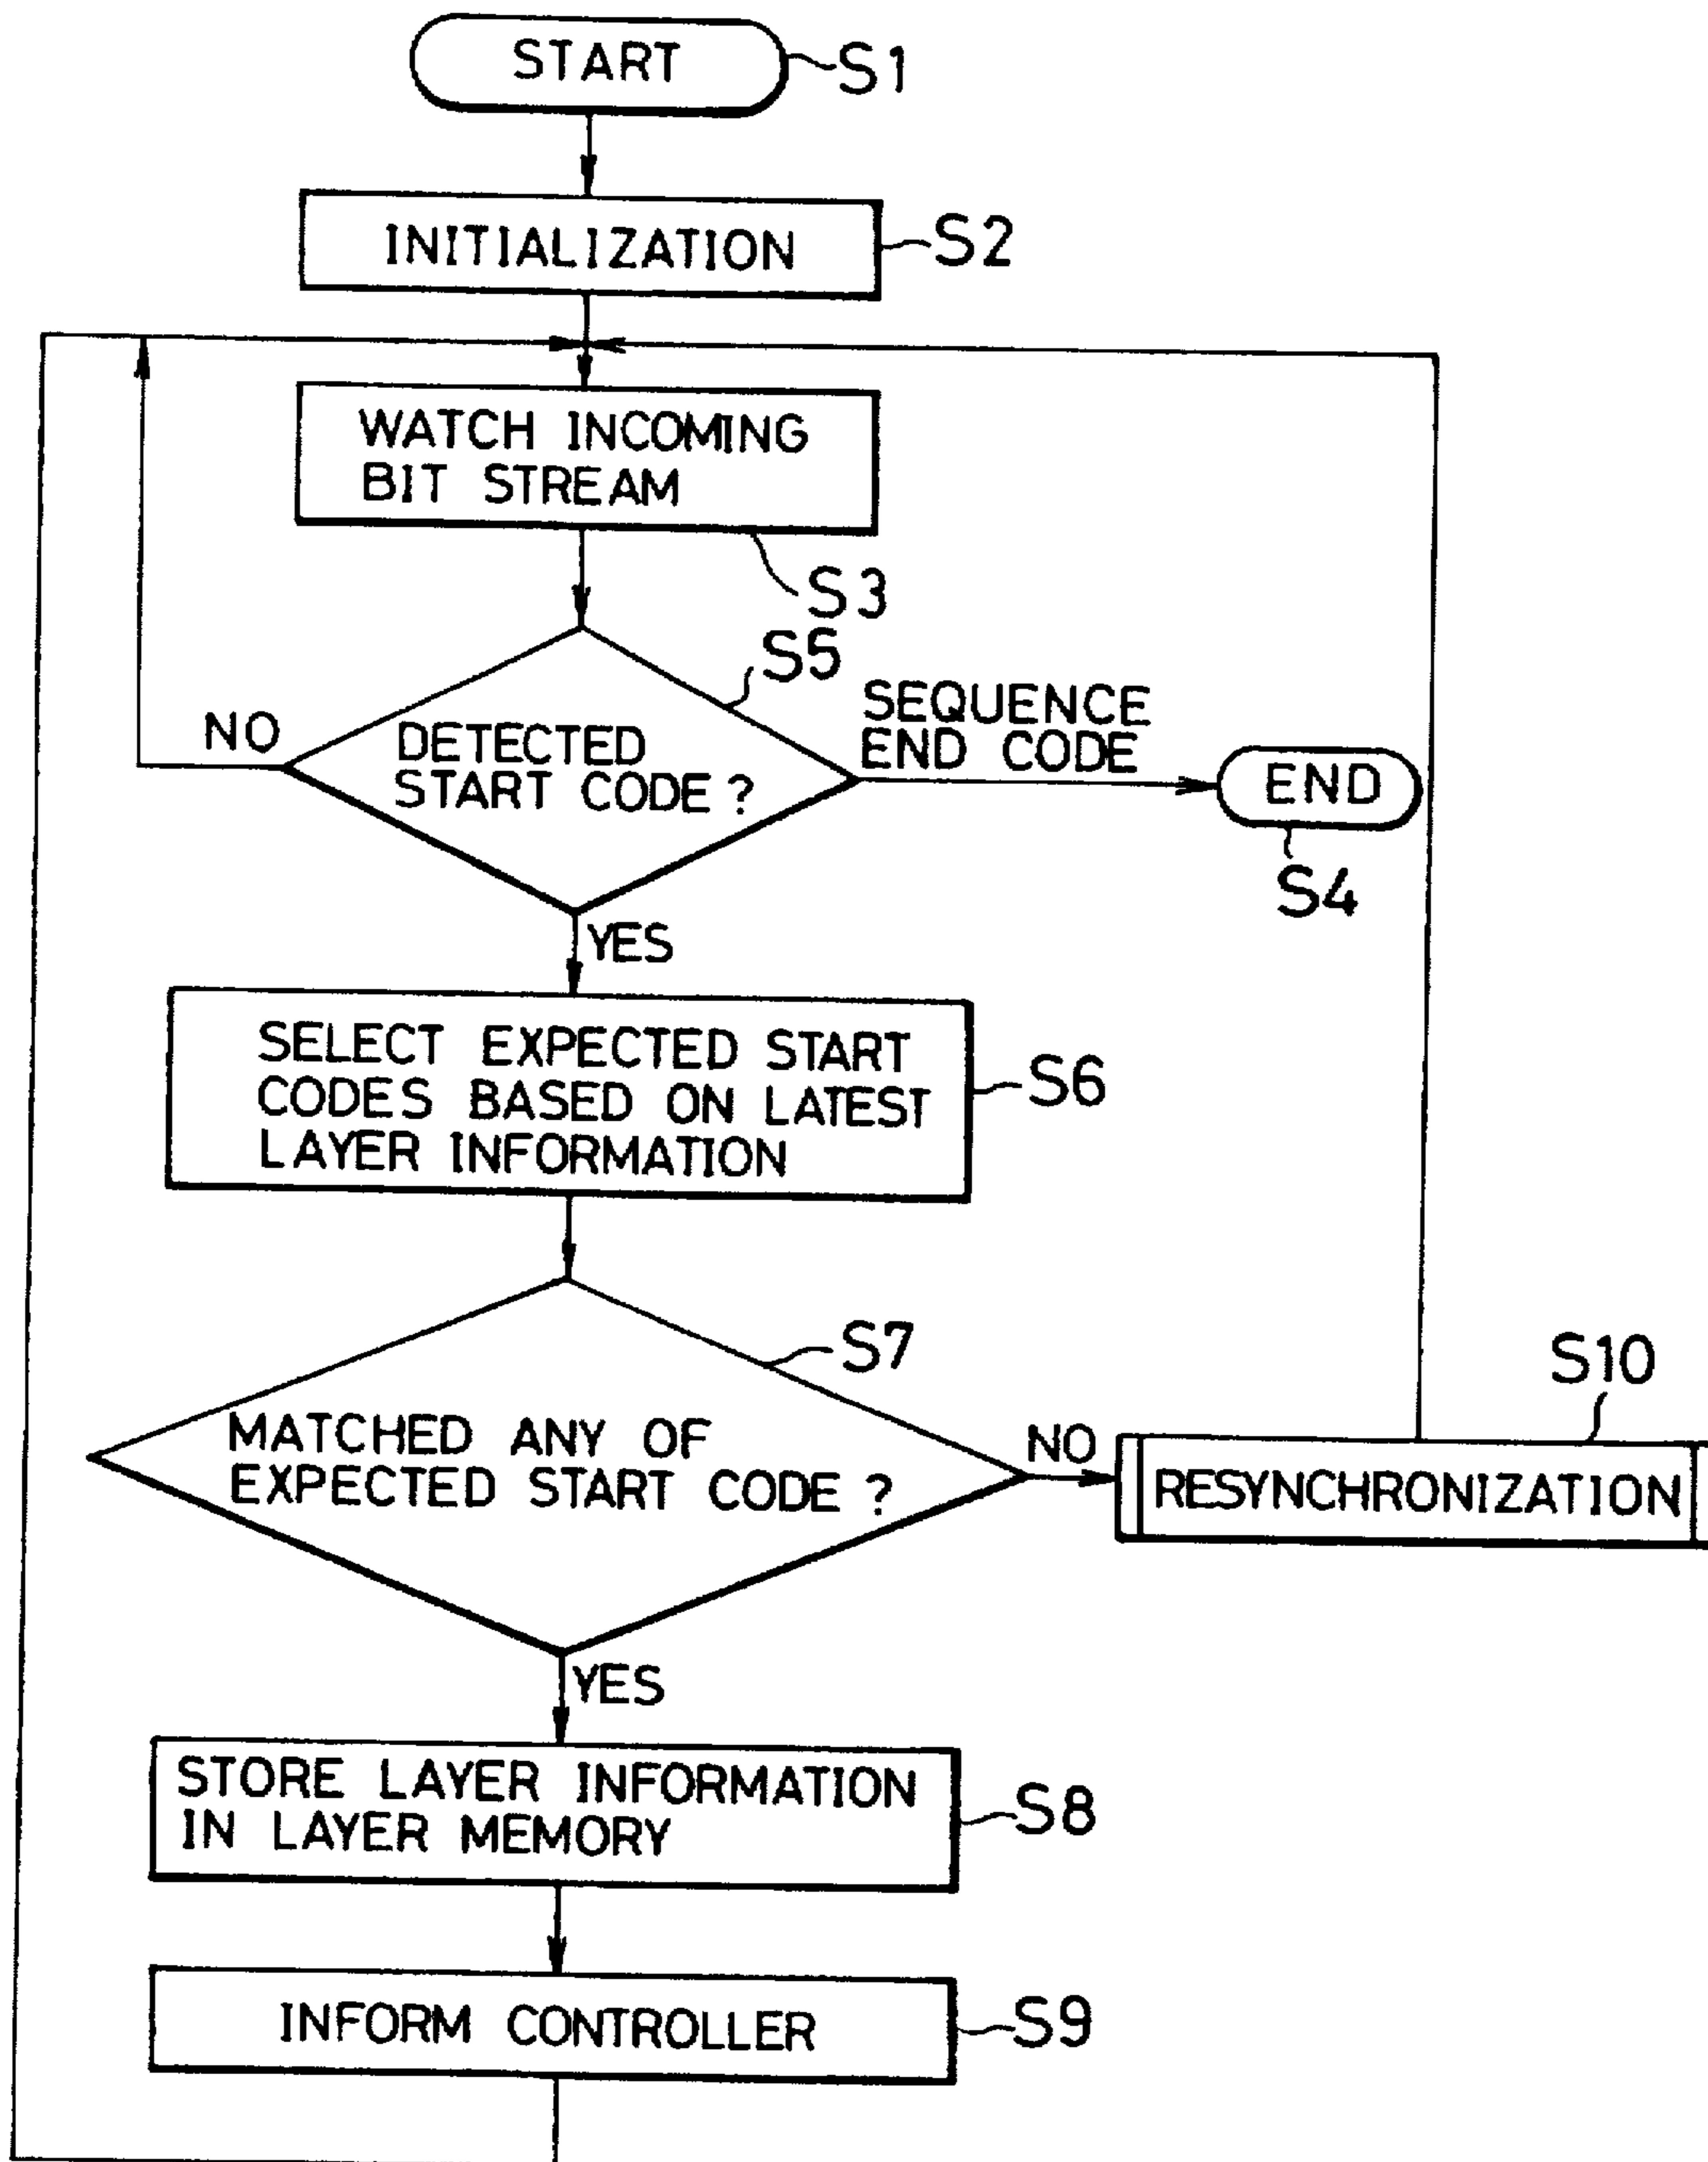 START
S1
INITIALIZATION
S2
WATCH INCOMING
BIT STREAM
S3
S5
NO
DETECTED
START CODE ?
SEQUENCE
END CODE
END
S4
YES
SELECT EXPECTED START
CODES BASED ON LATEST
LAYER INFORMATION
S6
S7
MATCHED ANY OF
EXPECTED START CODE ?
NO
S10
RESYNCHRONIZATION
YES
STORE LAYER INFORMATION
IN LAYER MEMORY
S8
INFORM CONTROLLER
S9